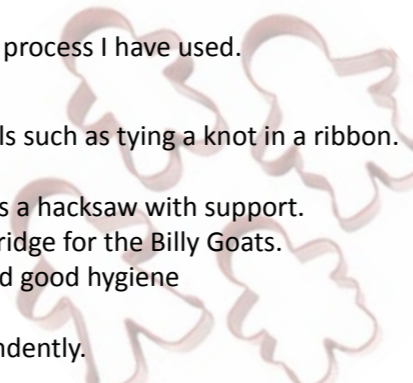 process I have used.
ls such as tying a knot in a ribbon.
s a hacksaw with support.
ridge for the Billy Goats.
d good hygiene
ndently.